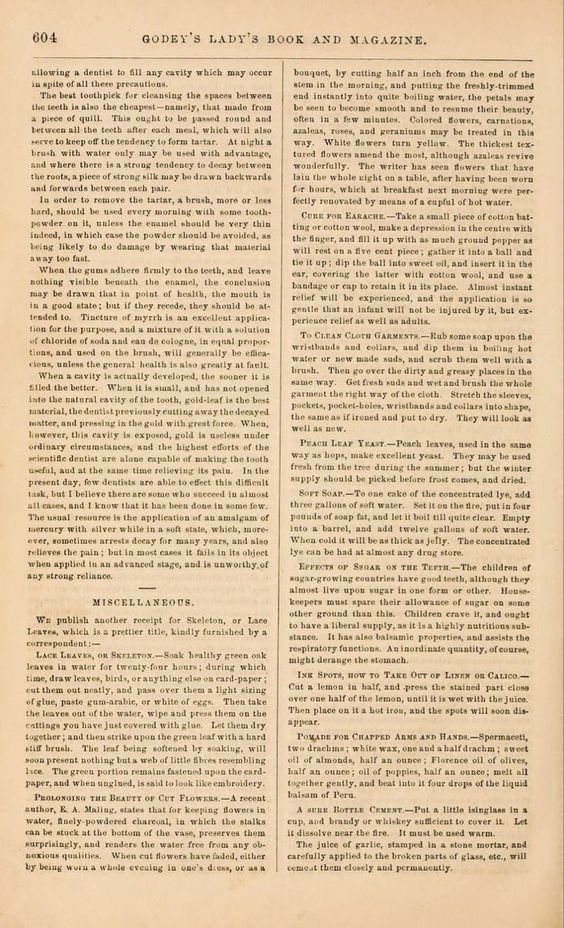 604
GODEY'S LADY'S BOOK AND MAGAZINE.
allowing a dentist to fill any cavity which may occur
in spite of all these precautions.
The best toothpick for cleansing the spaces between
the teeth is also the cheapest—namely, that made from
a piece of quill. This ought to be passed round and
between all the teeth after each meal, which will also
serve to keep off the tendency to form tartar. At night a
brush with water only may be used with advantage,
and where there is a strong tendency to decay between
the roots, a piece of strong silk may be drawn backwards
and forwards between each pair.
In order to remove the tartar, a brush, more or less
hard, should be used every morning with some tooth-
powder on it, unless the enamel should be very thin
indeed, in which case the powder should be avoided, as
being likely to do damage by wearing that material
away too fast.
When the gums adhere firmly to the teeth, and leave
nothing visible beneath the enamel, the conclusion
may be drawn that in point of health, the mouth is
in a good state; but if they recede, they should be at-
tended to. Tincture of myrrh is an excellent applica-
tion for the purpose, and a mixture of it with a solution
of chloride of soda and eau de cologne, in equal propor-
tions, and used on the brush, will generally be effica-
cious, unless the general health is also greatly at fault.
When a cavity is actually developed, the sooner it is
filled the better. When it is small, and has not opened
into the natural cavity of the tooth, gold-leaf is the best
material, the dentist previously cutting away the decayed
matter, and pressing in the gold with great force. When,
however, this cavity is exposed, gold is useless under
ordinary circumstances, and the highest efforts of the
scientific dentist are alone capable of making the tooth
useful, and at the same time relieving its pain. In the
present day, few dentists are able to effect this difficult
task, but I believe there are some who succeed in almost
all cases, and I know that it has been done in some few.
The usual resource is the application of an amalgam of
mercury with silver while in a soft state, which, more-
over, sometimes arrests decay for many years, and also
relieves the pain; but in most cases it fails in its object
when applied in an advanced stage, and is unworthy of
any strong reliance.
MISCELLANEOUS.
WE publish another receipt for Skeleton, or Lace
Leaves, which is a prettier title, kindly furnished by a
correspondent:—
LACE LEAVES, OR SKELETON.—Soak healthy green oak
leaves in water for twenty-four hours; during which
time, draw leaves, birds, or anything else on card-paper;
cut them out neatly, and pass over them a light sizing
of glue, paste gum-arabic, or white of eggs. Then take
the leaves out of the water, wipe and press them on the
cuttings you have just covered with glue. Let them dry
together; and then strike upon the green leaf with a hard
stiff brush. The leaf being softened by soaking, will
soon present nothing but a web of little fibres resembling
lace. The green portion remains fastened upon the card-
paper, and when unglued, is said to look like embroidery.
PROLONGING THE BEAUTY OF CUT FLOWERS.—A recent
author, E. A. Maling, states that for keeping flowers in
water, finely-powdered charcoal, in which the stalks
can be stuck at the bottom of the vase, preserves them
surprisingly, and renders the water free from any ob-
noxious qualities. When cut flowers have faded, either
by being worn a whole evening in one's dress, or as a
bouquet, by cutting half an inch from the end of the
stem in the morning, and putting the freshly-trimmed
end instantly into quite boiling water, the petals may
be seen to become smooth and to resume their beauty,
often in a few minutes. Colored flowers, carnations,
azaleas, roses, and geraniums may be treated in this
way. White flowers turn yellow. The thickest tex-
tured flowers amend the most, although azaleas revive
wonderfully. The writer has seen flowers that have
lain the whole night on a table, after having been worn
for hours, which at breakfast next morning were per-
fectly renovated by means of a cupful of hot water.
CURE FOR EARACHE.—Take a small piece of cotton bat-
ting or cotton wool, make a depression in the centre with
the finger, and fill it up with as much ground pepper as
will rest on a five cent piece; gather it into a ball and
tie it up; dip the ball into sweet oil, and insert it in the
ear, covering the latter with cotton wool, and use a
bandage or cap to retain it in its place. Almost instant
relief will be experienced, and the application is so
gentle that an infant will not be injured by it, but ex-
perience relief as well as adults.
TO CLEAN CLOTH GARMENTS.—Rub some soap upon the
wristbands and collars, and dip them in boiling hot
water or new made suds, and scrub them well with a
brush. Then go over the dirty and greasy places in the
same way. Get fresh suds and wet and brush the whole
garment the right way of the cloth. Stretch the sleeves,
pockets, pocket-holes, wristbands and collars into shape,
the same as if ironed and put to dry. They will look as
well as new.
PEACH LEAF YEAST.—Peach leaves, used in the same
way as hops, make excellent yeast. They may be used
fresh from the tree during the summer; but the winter
supply should be picked before frost comes, and dried.
SOFT SOAP.—To one cake of the concentrated lye, add
three gallons of soft water. Set it on the fire, put in four
pounds of soap fat, and let it boil till quite clear. Empty
into a barrel, and add twelve gallons of soft water.
When cold it will be as thick as jelly. The concentrated
lye can be had at almost any drug store.
EFFECTS OF SUGAR ON THE TEETH.—The children of
sugar-growing countries have good teeth, although they
almost live upon sugar in one form or other. House-
keepers must spare their allowance of sugar on some
other ground than this. Children crave it, and ought
to have a liberal supply, as it is a highly nutritious sub-
stance. It has also balsamic properties, and assists the
respiratory functions. An inordinate quantity, of course,
might derange the stomach.
INK SPOTS, HOW TO TAKE OUT OF LINEN OR CALICO.—
Cut a lemon in half, and press the stained part close
over one half of the lemon, until it is wet with the juice.
Then place on it a hot iron, and the spots will soon dis-
appear.
POMADE FOR CHAPPED ARMS AND HANDS.—Spermaceti,
two drachms; white wax, one and a half drachm; sweet
oil of almonds, half an ounce; Florence oil of olives,
half an ounce; oil of poppies, half an ounce; melt all
together gently, and beat into it four drops of the liquid
balsam of Peru.
A SURE BOTTLE CEMENT.—Put a little isinglass in a
cup, and brandy or whiskey sufficient to cover it. Let
it dissolve near the fire. It must be used warm.
The juice of garlic, stamped in a stone mortar, and
carefully applied to the broken parts of glass, etc., will
cement them closely and permanently.